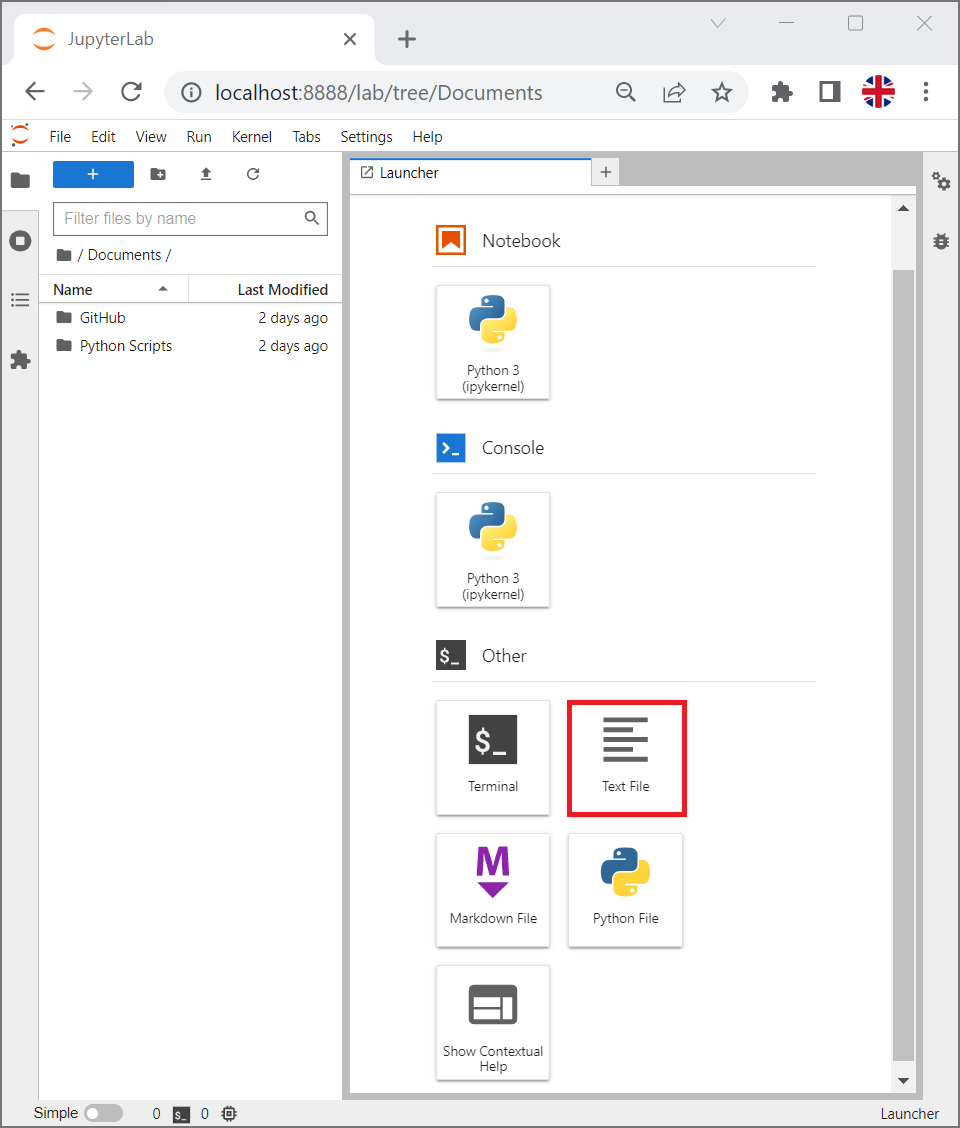 JupyterLab
localhost:8888/lab/tree/Documents
File Edit View Run Kernel Tabs Settings Help
Launcher
Filter files by name
/ Documents /
Name Last Modified
GitHub 2 days ago
Python Scripts 2 days ago
Notebook
Python 3
(ipykernel)
Console
Python 3
(ipykernel)
$_
Other
$_
Terminal
Text File
M
Markdown File
Python File
Show Contextual
Help
Simple 0 $_ 0 Launcher